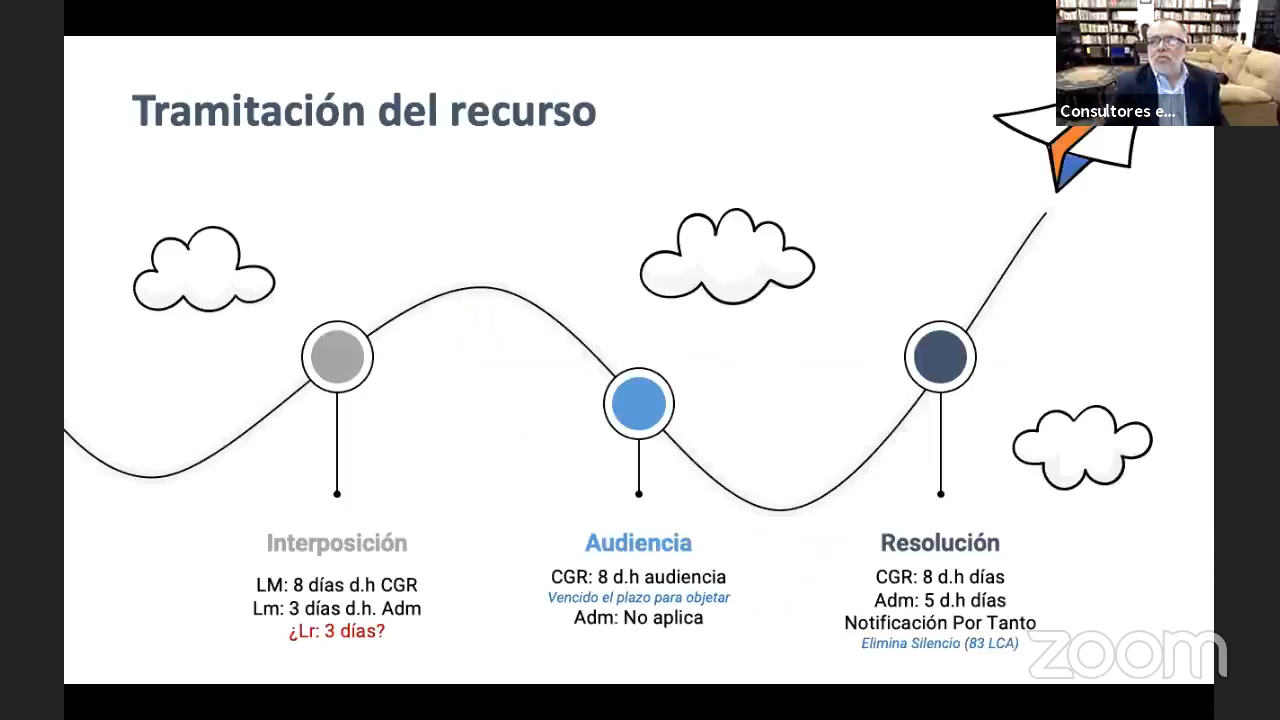 Consultores e...
Tramitación del recurso
Interposición
LM: 8 días d.h CGR
Lm: 3 días d.h. Adm
¿Lr: 3 días?
Audiencia
CGR: 8 d.h audiencia
Vencido el plazo para objetar
Adm: No aplica
Resolución
CGR: 8 d.h días
Adm: 5 d.h días
Notificación Por Tanto
Elimina Silencio (83 LCA)
zoom